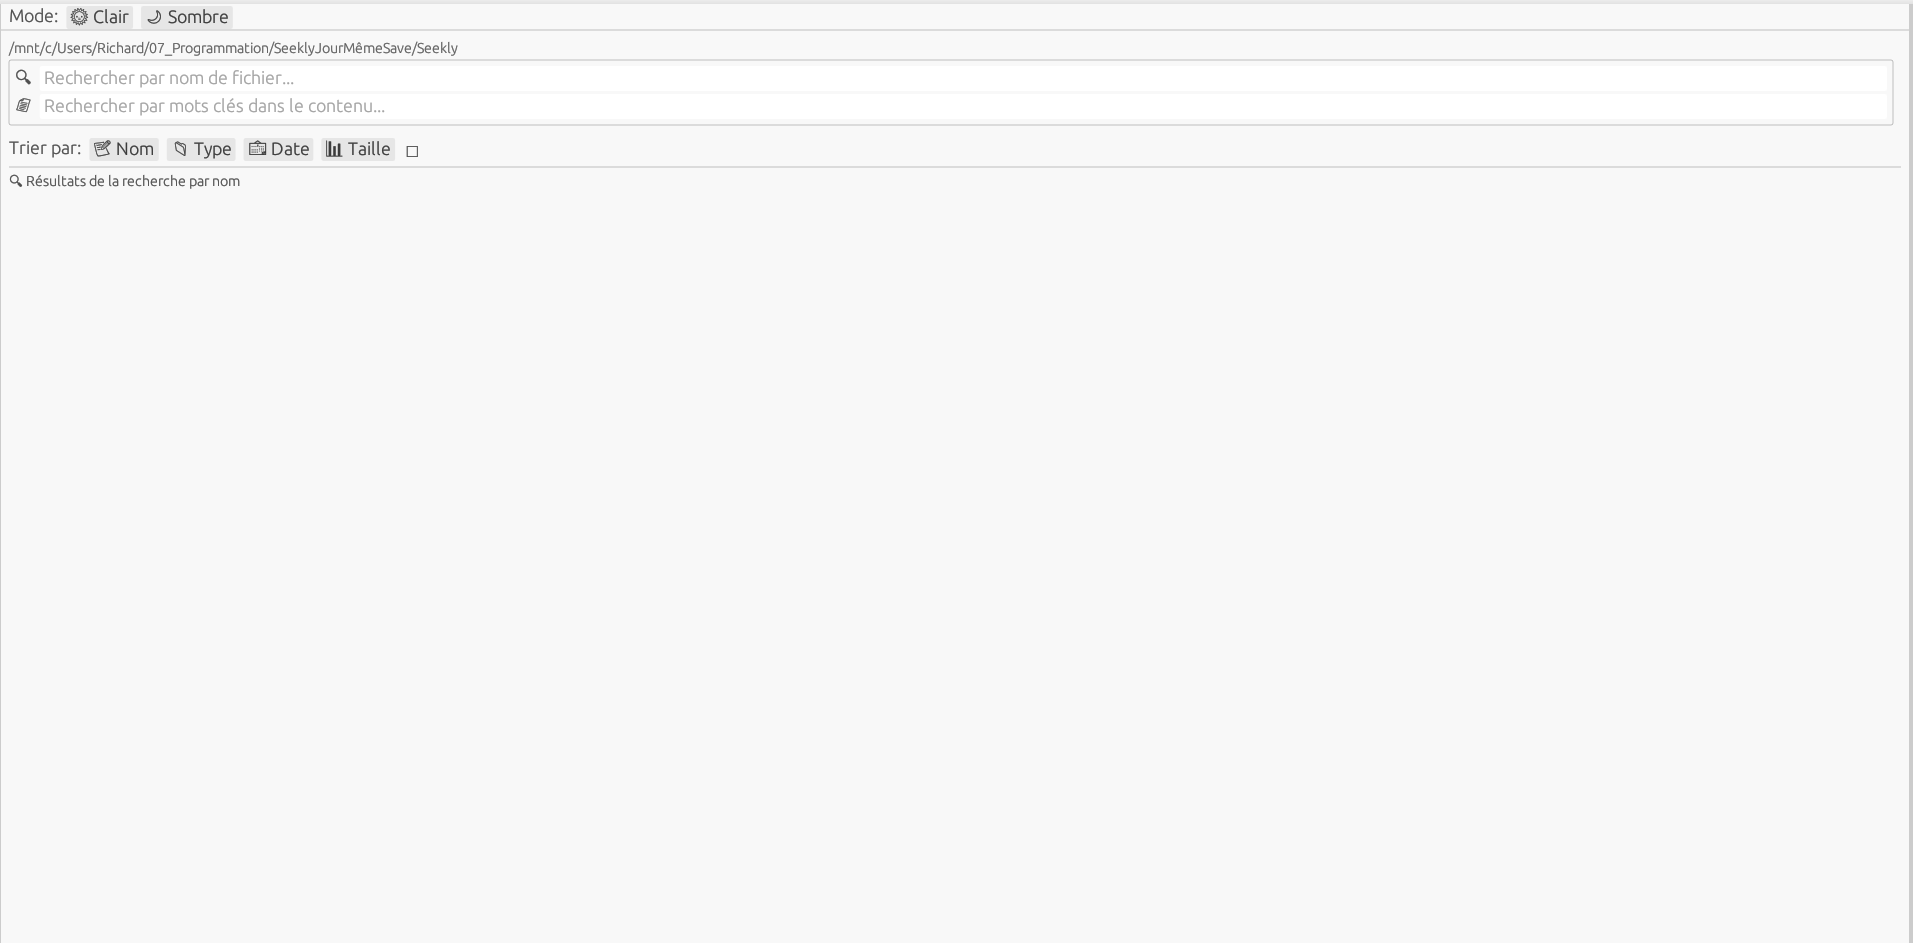 Mode: 🌞 Clair 🌙 Sombre
/mnt/c/Users/Richard/07_Programmation/SeeklyJourMêmeSave/Seekly
🔍 Rechercher par nom de fichier...
Rechercher par mots clés dans le contenu...
Trier par: 📝 Nom 📁 Type 📅 Date 📊 Taille □
🔍 Résultats de la recherche par nom